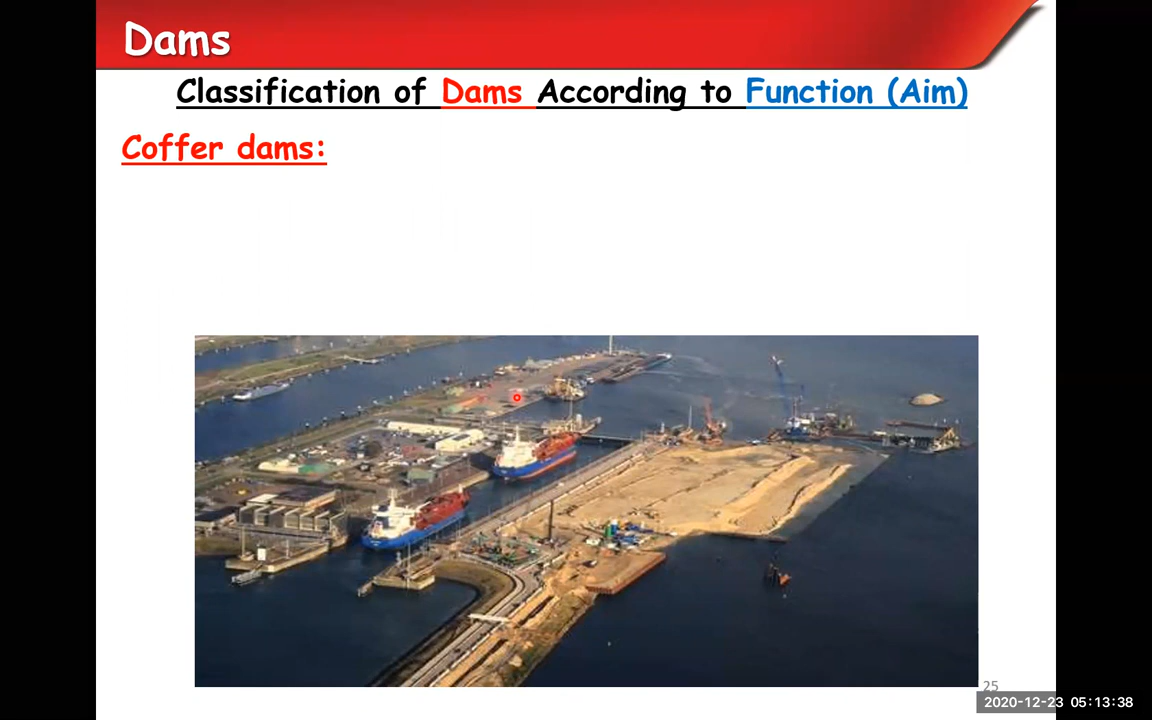 Dams
Classification of Dams According to Function (Aim)
Coffer dams:
25
2020-12-23 05:13:38